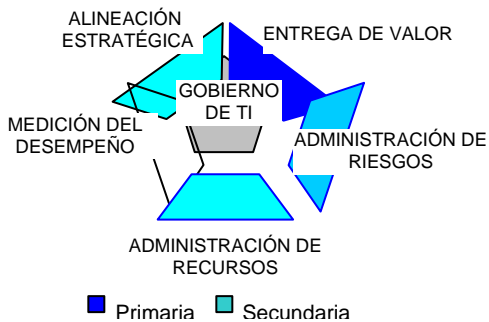 ALINEACIÓN
ESTRATÉGICA
ENTREGA DE VALOR
GOBIERNO
DE TI
MEDICIÓN DEL
DESEMPEÑO
ADMINISTRACIÓN DE
RIESGOS
ADMINISTRACIÓN DE
RECURSOS
Primaria Secundaria